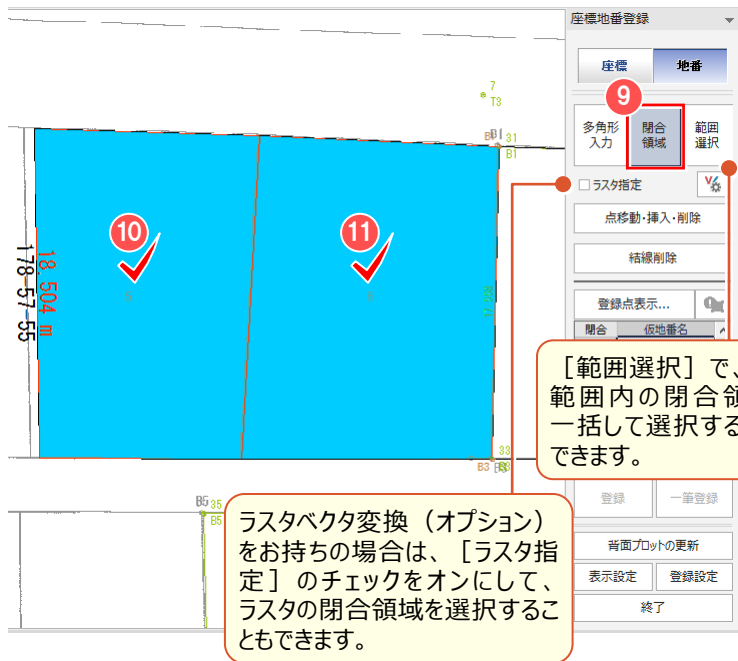 座標地番登録
座標 地番
9
多角形入力 閉合領域 範囲選択
ラスタ指定
点移動・挿入・削除
結線削除
登録点表示...
閉合 仮地番名
［範囲選択］で、
範囲内の閉合領
一括して選択する
できます。
登録 一筆登録
背面プロットの更新
表示設定 登録設定
終了
7
T3
31
B1
10
11
18.504 m
178-57-55
33
B3
B5 35
B5
ラスタベクタ変換（オプション）
をお持ちの場合は、［ラスタ指
定］のチェックをオンにして、
ラスタの閉合領域を選択するこ
ともできます。